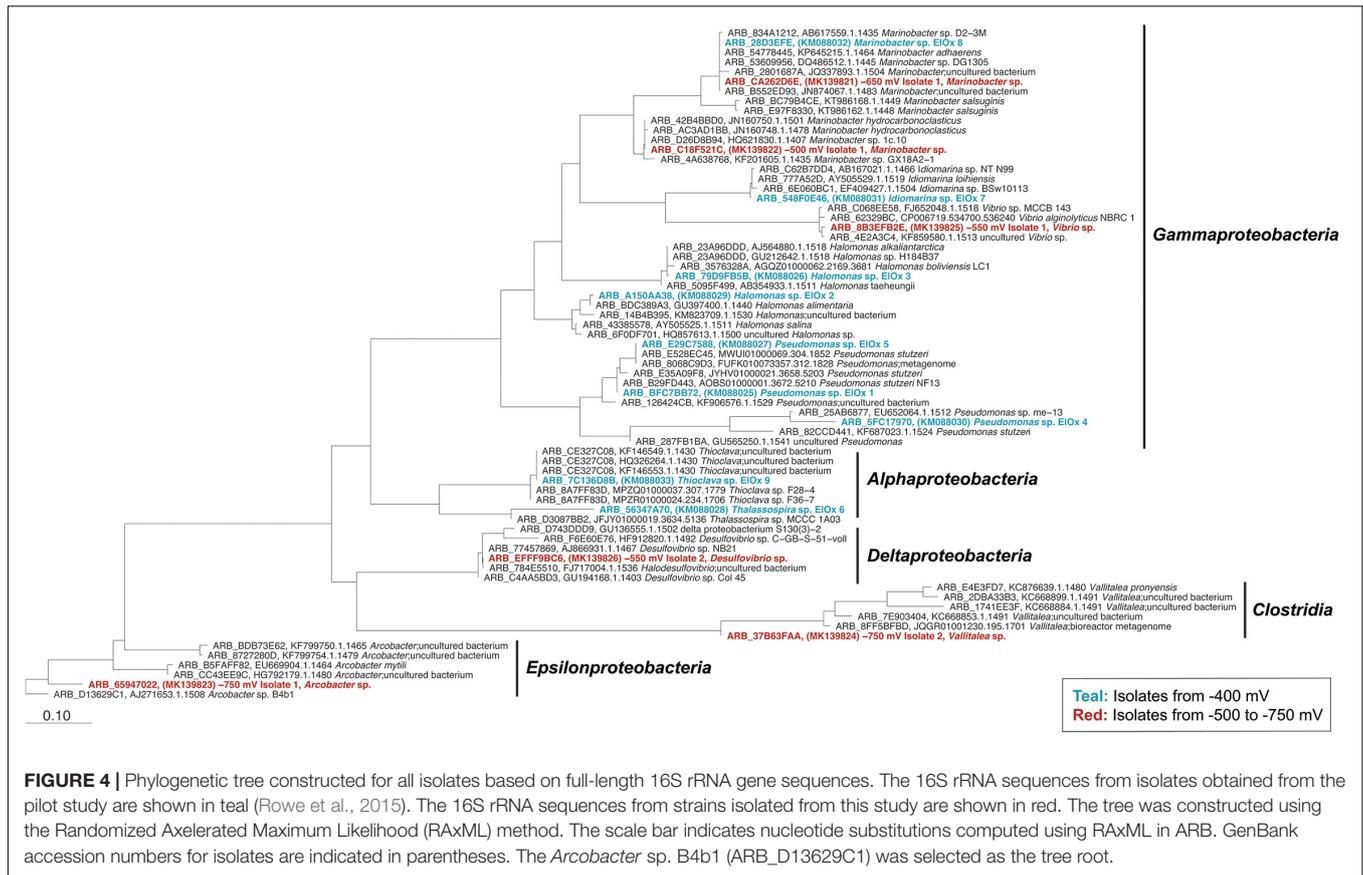 ARB_834A1212, AB617559.1.1435 Marinobacter sp. D2−3M
ARB_28D3EFE, (KM088032) Marinobacter sp. ElOx 8
ARB_54778445, KP645215.1.1464 Marinobacter adhaerens
ARB_53609956, DQ486512.1.1445 Marinobacter sp. DG1305
ARB_2801687A, JQ337893.1.1504 Marinobacter;uncultured bacterium
ARB_CA262D6E, (MK139821) −650 mV Isolate 1, Marinobacter sp.
ARB_B552ED93, JN874067.1.1483 Marinobacter;uncultured bacterium
ARB_BC79B4CE, KT986168.1.1449 Marinobacter salsuginis
ARB_E97F8330, KT986162.1.1448 Marinobacter salsuginis
ARB_42B4BBD0, JN160750.1.1501 Marinobacter hydrocarbonoclasticus
ARB_AC3AD1BB, JN160748.1.1478 Marinobacter hydrocarbonoclasticus
ARB_D26D8B94, HQ621830.1.1407 Marinobacter sp. 1c.10
ARB_C18F521C, (MK139822) −500 mV Isolate 1, Marinobacter sp.
ARB_4A638768, KF201605.1.1435 Marinobacter sp. GX18A2−1
ARB_C62B7DD4, AB167021.1.1466 Idiomarina sp. NT N99
ARB_777A52D, AY505529.1.1519 Idiomarina loihiensis
ARB_6E060BC1, EF409427.1.1504 Idiomarina sp. BSw10113
ARB_548F0E46, (KM088031) Idiomarina sp. ElOx 7
ARB_C068EE58, FJ652048.1.1518 Vibrio sp. MCCB 143
ARB_62329BC, CP006719.534700.536240 Vibrio alginolyticus NBRC 1
ARB_8B3EFB2E, (MK139825) −550 mV Isolate 1, Vibrio sp.
ARB_4E2A3C4, KF859580.1.1513 uncultured Vibrio sp.
Gammaproteobacteria
ARB_23A96DDD, AJ564880.1.1518 Halomonas alkaliantarctica
ARB_23A96DDD, GU212642.1.1518 Halomonas sp. H184B37
ARB_3576328A, AGQZ01000062.2169.3681 Halomonas boliviensis LC1
ARB_79D9FB5B, (KM088026) Halomonas sp. ElOx 3
ARB_5095F499, AB354933.1.1511 Halomonas taeheungii
ARB_A150AA38, (KM088029) Halomonas sp. ElOx 2
ARB_BDC389A3, GU397400.1.1440 Halomonas alimentaria
ARB_14B4B395, KM823709.1.1530 Halomonas;uncultured bacterium
ARB_43385578, AY505525.1.1511 Halomonas salina
ARB_6F0DF701, HQ857613.1.1500 uncultured Halomonas sp.
ARB_E29C7588, (KM088027) Pseudomonas sp. ElOx 5
ARB_E528EC45, MWUI01000069.304.1852 Pseudomonas stutzeri
ARB_8068C9D3, FUFK010073357.312.1828 Pseudomonas;metagenome
ARB_E35A09F8, JYHV01000021.3658.5203 Pseudomonas stutzeri
ARB_B29FD443, AOBS01000001.3672.5210 Pseudomonas stutzeri NF13
ARB_BFC7BB72, (KM088025) Pseudomonas sp. ElOx 1
ARB_126424CB, KF906576.1.1529 Pseudomonas;uncultured bacterium
ARB_25AB6877, EU652064.1.1512 Pseudomonas sp. me−13
ARB_5FC17970, (KM088030) Pseudomonas sp. ElOx 4
ARB_82CCD441, KF687023.1.1524 Pseudomonas stutzeri
ARB_287FB1BA, GU565250.1.1541 uncultured Pseudomonas
ARB_CE327C08, KF146549.1.1430 Thioclava;uncultured bacterium
ARB_CE327C08, HQ326264.1.1430 Thioclava;uncultured bacterium
ARB_CE327C08, KF146553.1.1430 Thioclava;uncultured bacterium
ARB_7C136D8B, (KM088033) Thioclava sp. ElOx 9
Alphaproteobacteria
ARB_8A7FF83D, MPZQ01000037.307.1779 Thioclava sp. F28−4
ARB_8A7FF83D, MPZR01000024.234.1706 Thioclava sp. F36−7
ARB_56347A70, (KM088028) Thalassospira sp. ElOx 6
ARB_D3087BB2, JFJY01000019.3634.5136 Thalassospira sp. MCCC 1A03
ARB_D743DDD9, GU136555.1.1502 delta proteobacterium S130(3)−2
ARB_F6E60E76, HF912820.1.1492 Desulfovibrio sp. C−GB−S−51−voll
ARB_77457869, AJ866931.1.1467 Desulfovibrio sp. NB21
Deltaproteobacteria
ARB_EFFF9BC6, (MK139826) −550 mV Isolate 2, Desulfovibrio sp.
ARB_784E5510, FJ717004.1.1536 Halodesulfovibrio;uncultured bacterium
ARB_C4AA5BD3, GU194168.1.1403 Desulfovibrio sp. Col 45
ARB_E4E3FD7, KC876639.1.1480 Vallitalea pronyensis
ARB_2DBA33B3, KC668899.1.1491 Vallitalea;uncultured bacterium
ARB_1741EE3F, KC668884.1.1491 Vallitalea;uncultured bacterium
Clostridia
ARB_7E903404, KC668853.1.1491 Vallitalea;uncultured bacterium
ARB_8FF5BFBD, JQGR01001230.195.1701 Vallitalea;bioreactor metagenome
ARB_37B63FAA, (MK139824) −750 mV Isolate 2, Vallitalea sp.
ARB_BDB73E62, KF799750.1.1465 Arcobacter;uncultured bacterium
ARB_8727280D, KF799754.1.1479 Arcobacter;uncultured bacterium
ARB_B5FAFF82, EU669904.1.1464 Arcobacter mytili
Epsilonproteobacteria
ARB_CC43EE9C, HG792179.1.1480 Arcobacter;uncultured bacterium
ARB_65947022, (MK139823) −750 mV Isolate 1, Arcobacter sp.
ARB_D13629C1, AJ271653.1.1508 Arcobacter sp. B4b1
0.10
Teal: Isolates from -400 mV
Red: Isolates from -500 to -750 mV
FIGURE 4 | Phylogenetic tree constructed for all isolates based on full-length 16S rRNA gene sequences. The 16S rRNA sequences from isolates obtained from the
pilot study are shown in teal (Rowe et al., 2015). The 16S rRNA sequences from strains isolated from this study are shown in red. The tree was constructed using
the Randomized Axelerated Maximum Likelihood (RAxML) method. The scale bar indicates nucleotide substitutions computed using RAxML in ARB. GenBank
accession numbers for isolates are indicated in parentheses. The Arcobacter sp. B4b1 (ARB_D13629C1) was selected as the tree root.